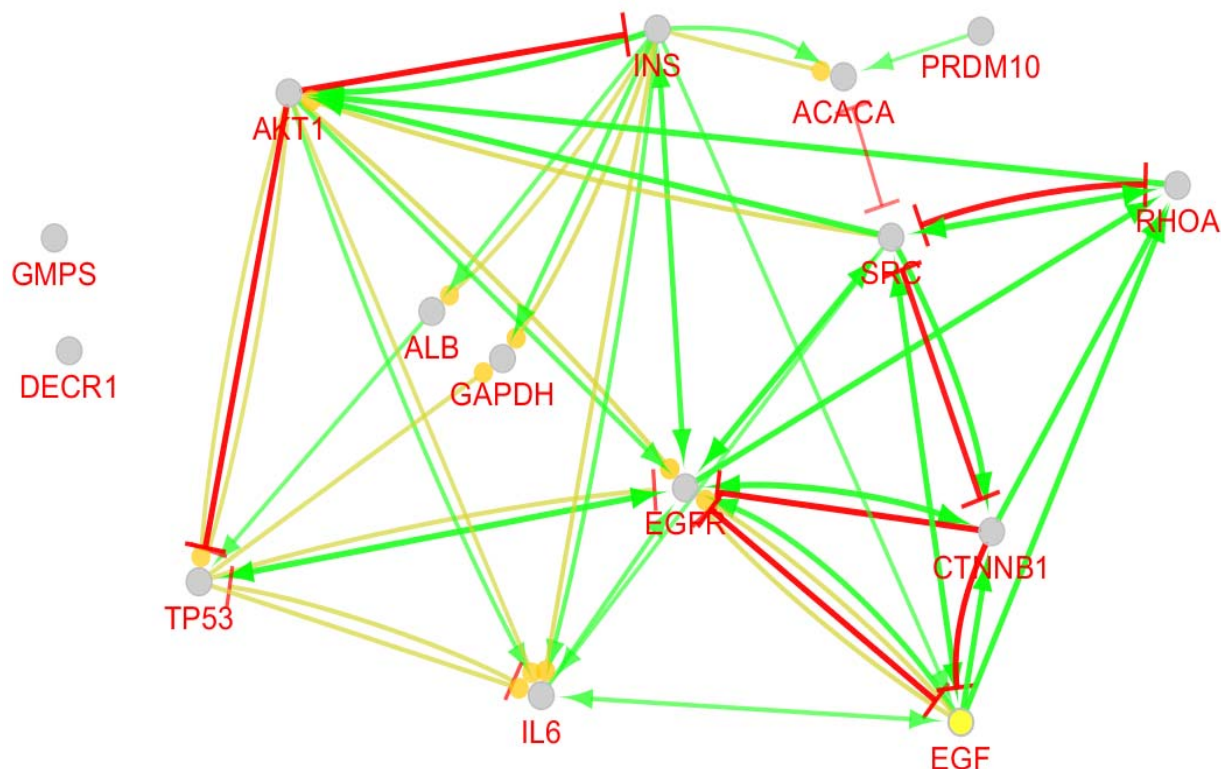 INS
PRDM10
ACACA
AKT1
RHOA
GMPS
SRC
ALB
DECR1
GAPDH
EGFR
CTNNB1
TP53
IL6
EGF